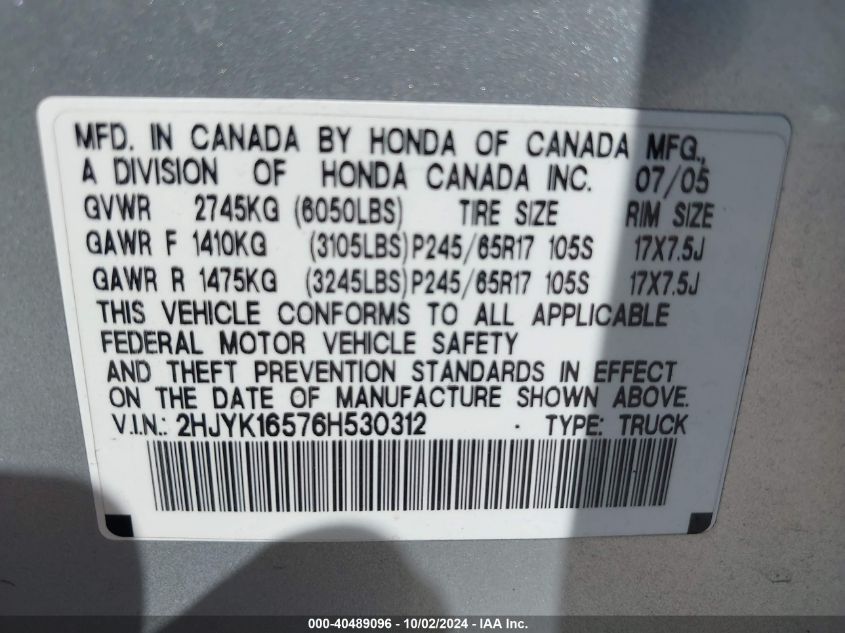 MFD. IN CANADA BY HONDA OF CANADA MFG.,
A DIVISION OF HONDA CANADA INC. 07/05
GVWR 2745KG (6050LBS) TIRE SIZE RIM SIZE
GAWR F 1410KG (3105LBS) P245/65R17 105S 17X7.5J
GAWR R 1475KG (3245LBS) P245/65R17 105S 17X7.5J
THIS VEHICLE CONFORMS TO ALL APPLICABLE
FEDERAL MOTOR VEHICLE SAFETY
AND THEFT PREVENTION STANDARDS IN EFFECT
ON THE DATE OF MANUFACTURE SHOWN ABOVE.
V.I.N.: 2HJYK16576H530312 · TYPE: TRUCK
000-40489096 - 10/02/2024 - IAA Inc.